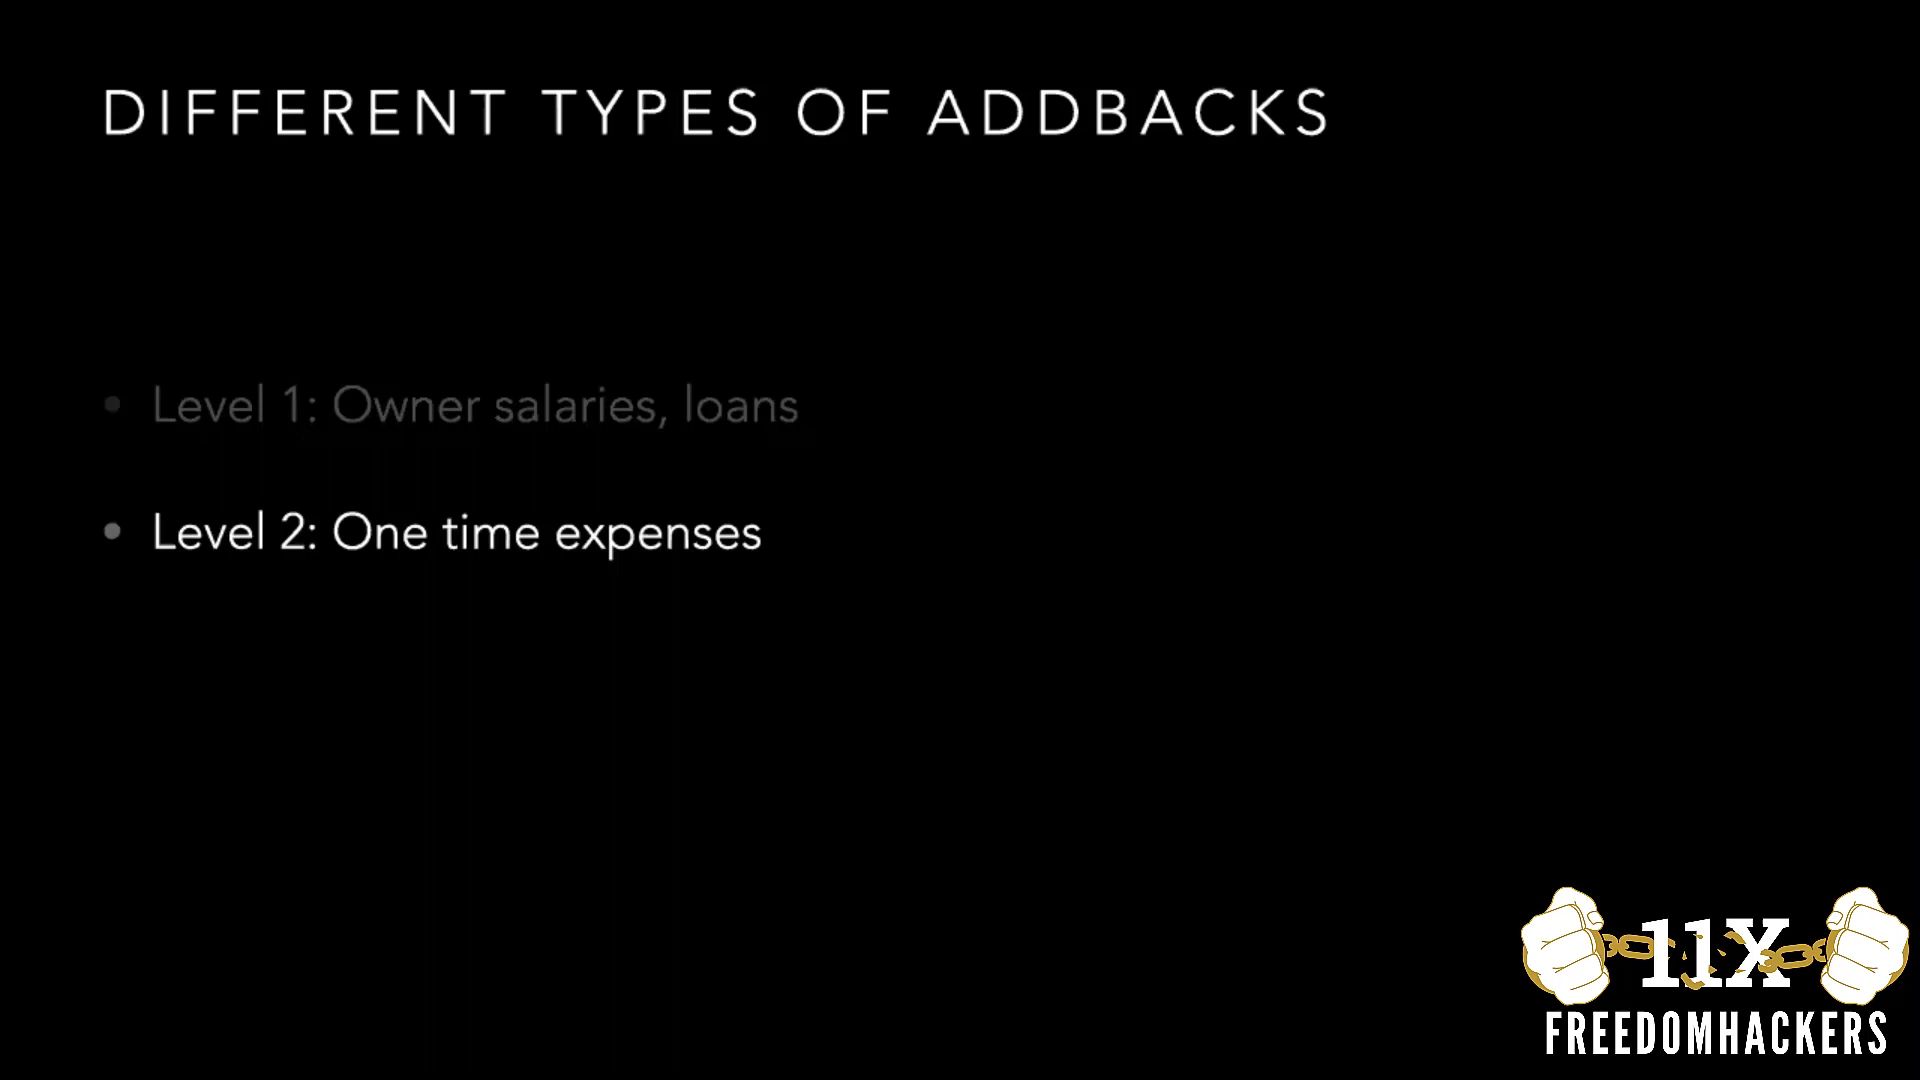 DIFFERENT TYPES OF ADDBACKS
• Level 1: Owner salaries, loans
• Level 2: One time expenses
11X
FREEDOMHACKERS